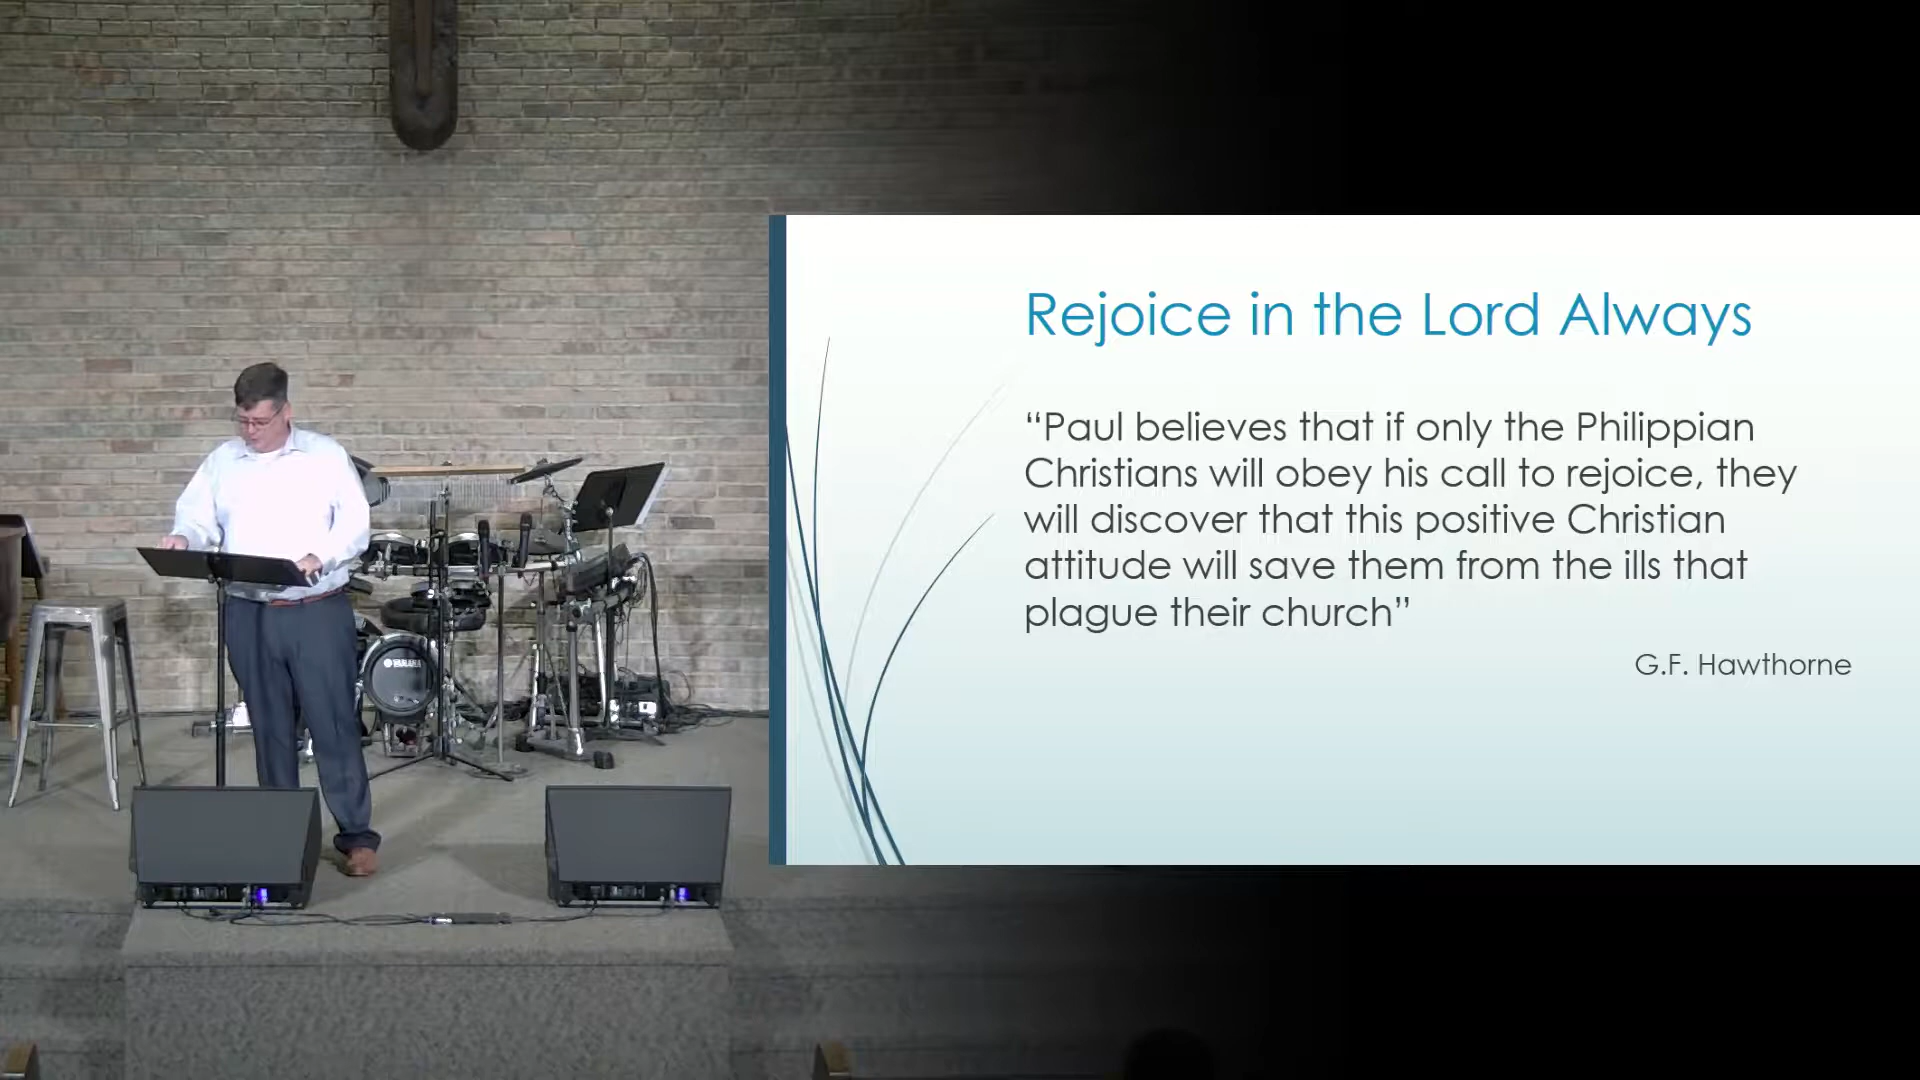 Rejoice in the Lord Always
“Paul believes that if only the Philippian
Christians will obey his call to rejoice, they
will discover that this positive Christian
attitude will save them from the ills that
plague their church”
G.F. Hawthorne
YAMAHA